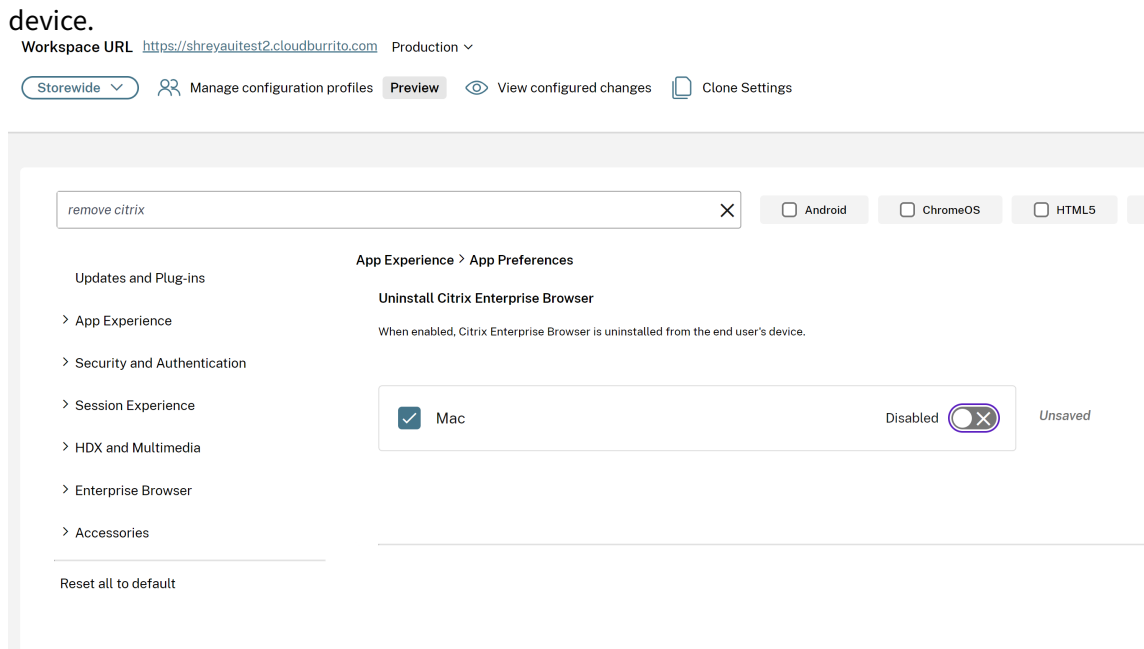 device.
Workspace URL https://shreyauitest2.cloudburrito.com Production
Storewide Manage configuration profiles Preview View configured changes Clone Settings
remove citrix Android ChromeOS HTML5
App Experience > App Preferences
Updates and Plug-ins
Uninstall Citrix Enterprise Browser
App Experience
When enabled, Citrix Enterprise Browser is uninstalled from the end user's device.
Security and Authentication
Session Experience
Mac Disabled Unsaved
HDX and Multimedia
Enterprise Browser
Accessories
Reset all to default